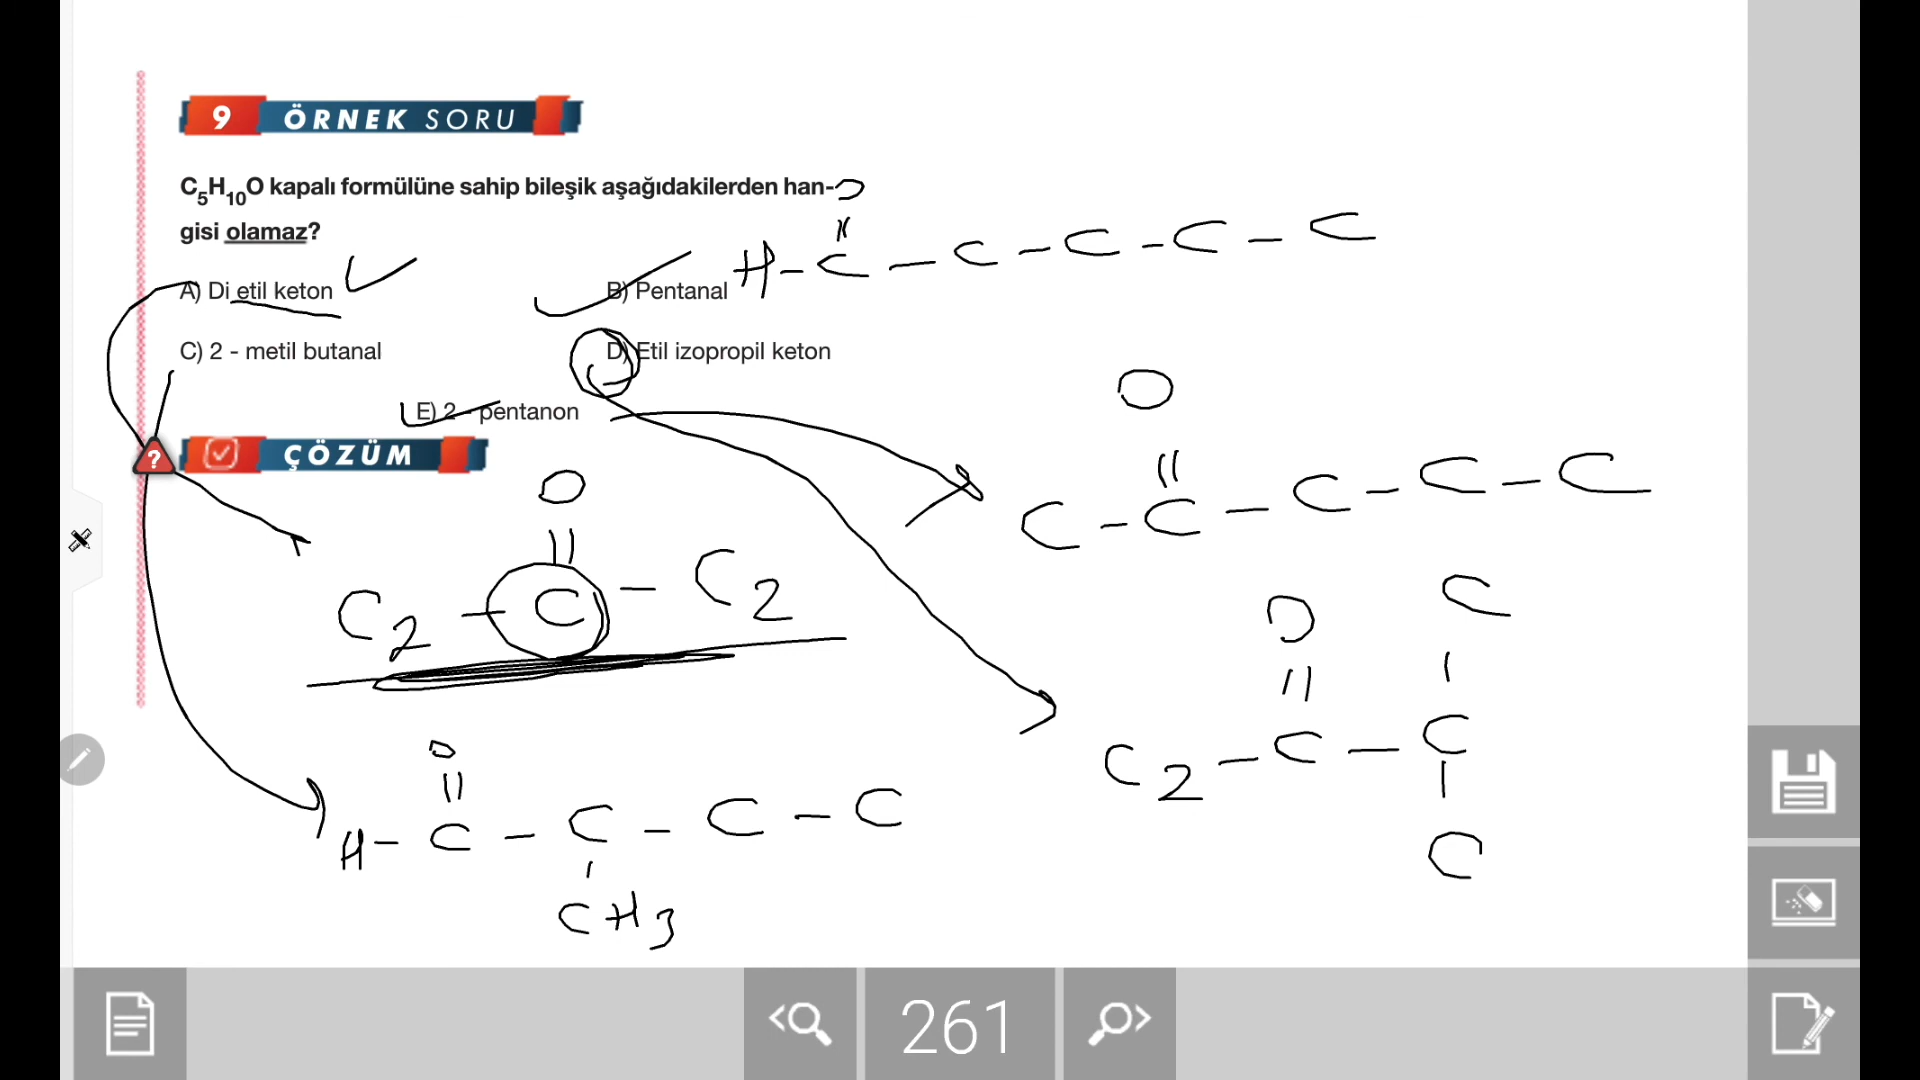 9 ÖRNEK SORU
C5H10O kapalı formülüne sahip bileşik aşağıdakilerden han-
gisi olamaz?
A) Di etil keton
B) Pentanal
C) 2 - metil butanal
D) Etil izopropil keton
E) 2 - pentanon
? ÇÖZÜM
O
||
H - C - C - C - C - C
O
||
C - C - C - C - C
O
||
C2 - C - C2
O C
|| |
C2 - C - C
|
C
O
||
H - C - C - C - C
|
CH3
261